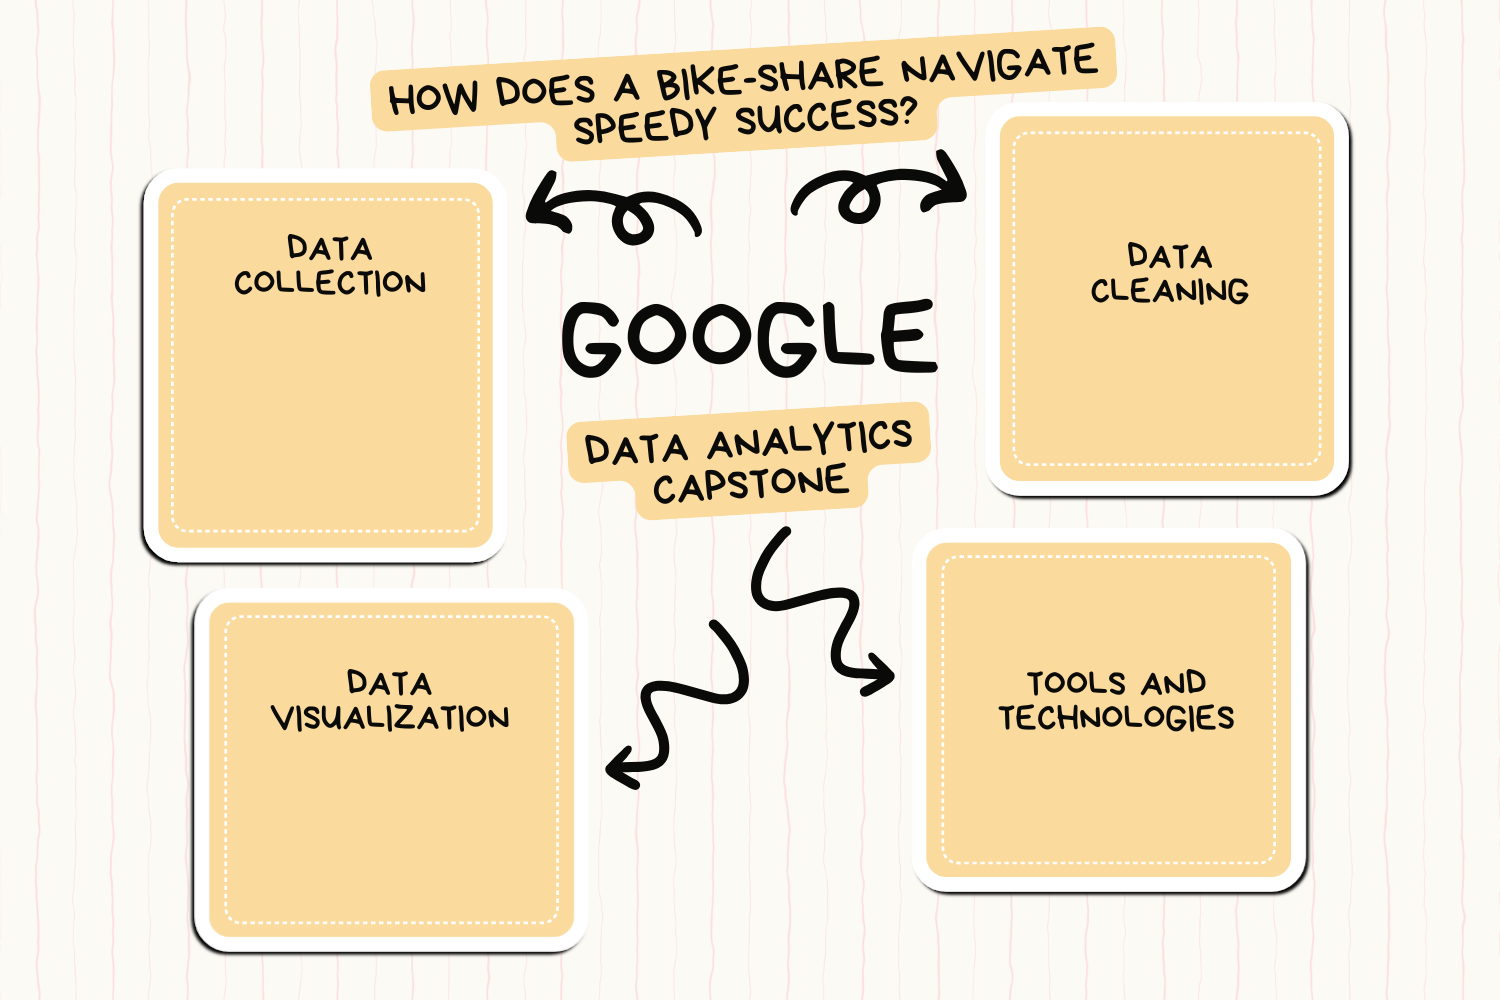 HOW DOES A BIKE-SHARE NAVIGATE
SPEEDY SUCCESS?
DATA
COLLECTION
DATA
CLEANING
GOOGLE
DATA ANALYTICS
CAPSTONE
DATA
VISUALIZATION
TOOLS AND
TECHNOLOGIES